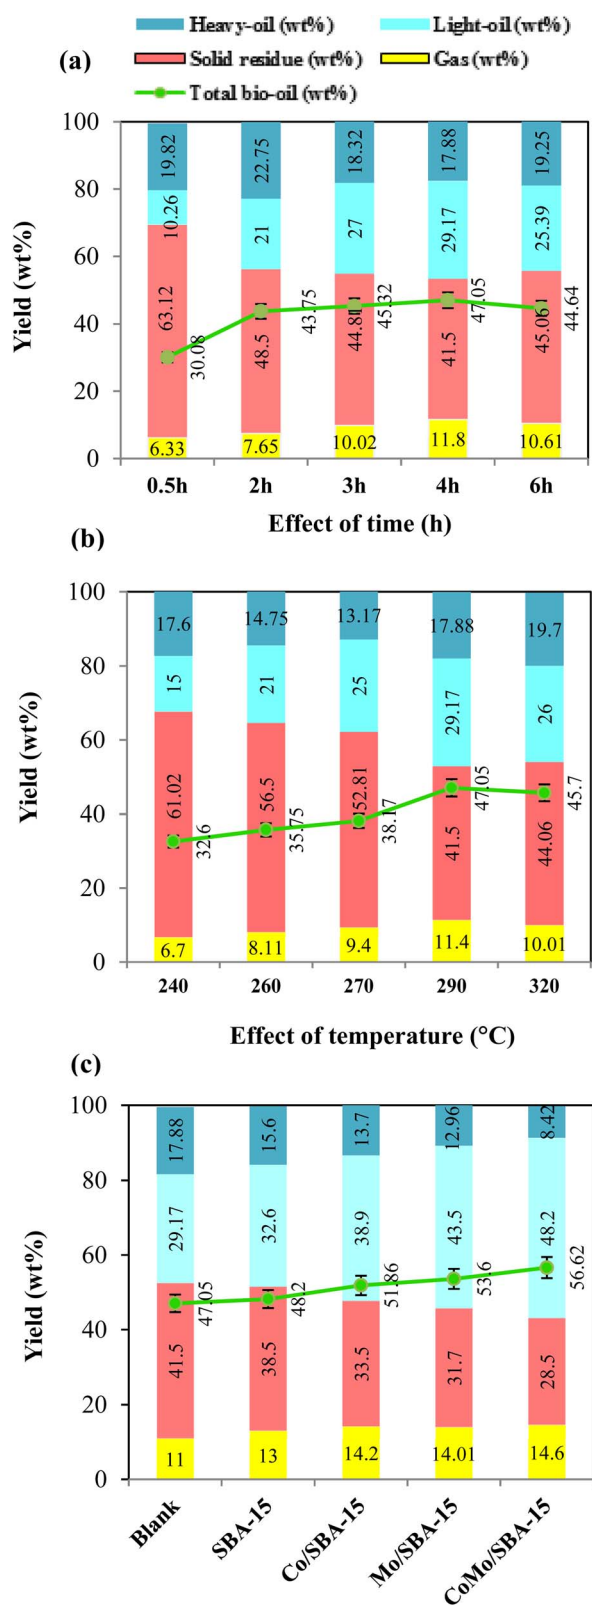 Heavy-oil (wt%) Light-oil (wt%)
(a) Solid residue (wt%) Gas (wt%)
Total bio-oil (wt%)
Yield (wt%)
100
80
60
40
20
0
19.82 22.75 18.32 17.88 19.25
10.26 21 27 29.17 25.39
63.12 48.5 44.8 41.5 45.06
30.08 43.75 45.32 47.05 44.64
6.33 7.65 10.02 11.8 10.61
0.5h 2h 3h 4h 6h
Effect of time (h)
(b)
Yield (wt%)
100
80
60
40
20
0
17.6 14.75 13.17 17.88 19.7
15 21 25 29.17 26
61.02 56.5 52.81 41.5 44.06
32.6 35.75 38.17 47.05 45.7
6.7 8.11 9.4 11.4 10.01
240 260 270 290 320
Effect of temperature (°C)
(c)
Yield (wt%)
100
80
60
40
20
0
17.88 15.6 13.7 12.96 8.42
29.17 32.6 38.9 43.5 48.2
47.05 48.2 51.86 53.6 56.62
41.5 38.5 33.5 31.7 28.5
11 13 14.2 14.01 14.6
Blank SBA-15 Co/SBA-15 Mo/SBA-15 CoMo/SBA-15